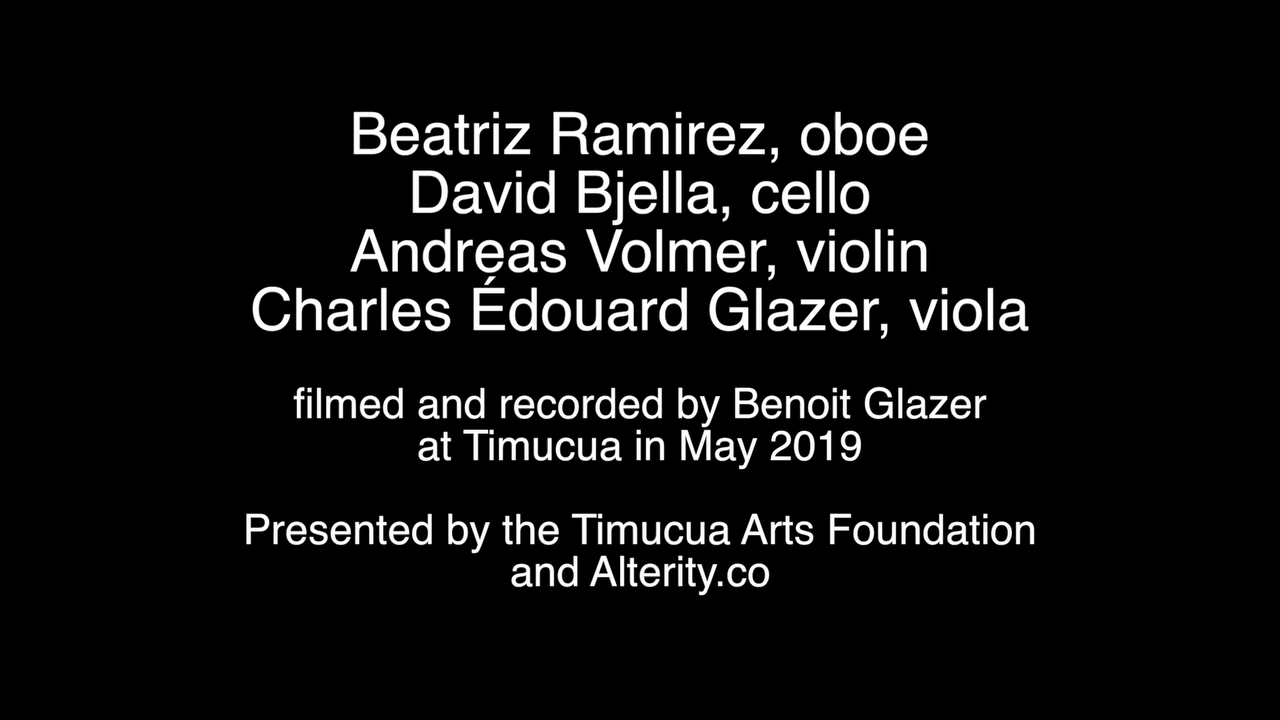 Beatriz Ramirez, oboe
David Bjella, cello
Andreas Volmer, violin
Charles Édouard Glazer, viola
filmed and recorded by Benoit Glazer
at Timucua in May 2019
Presented by the Timucua Arts Foundation
and Alterity.co